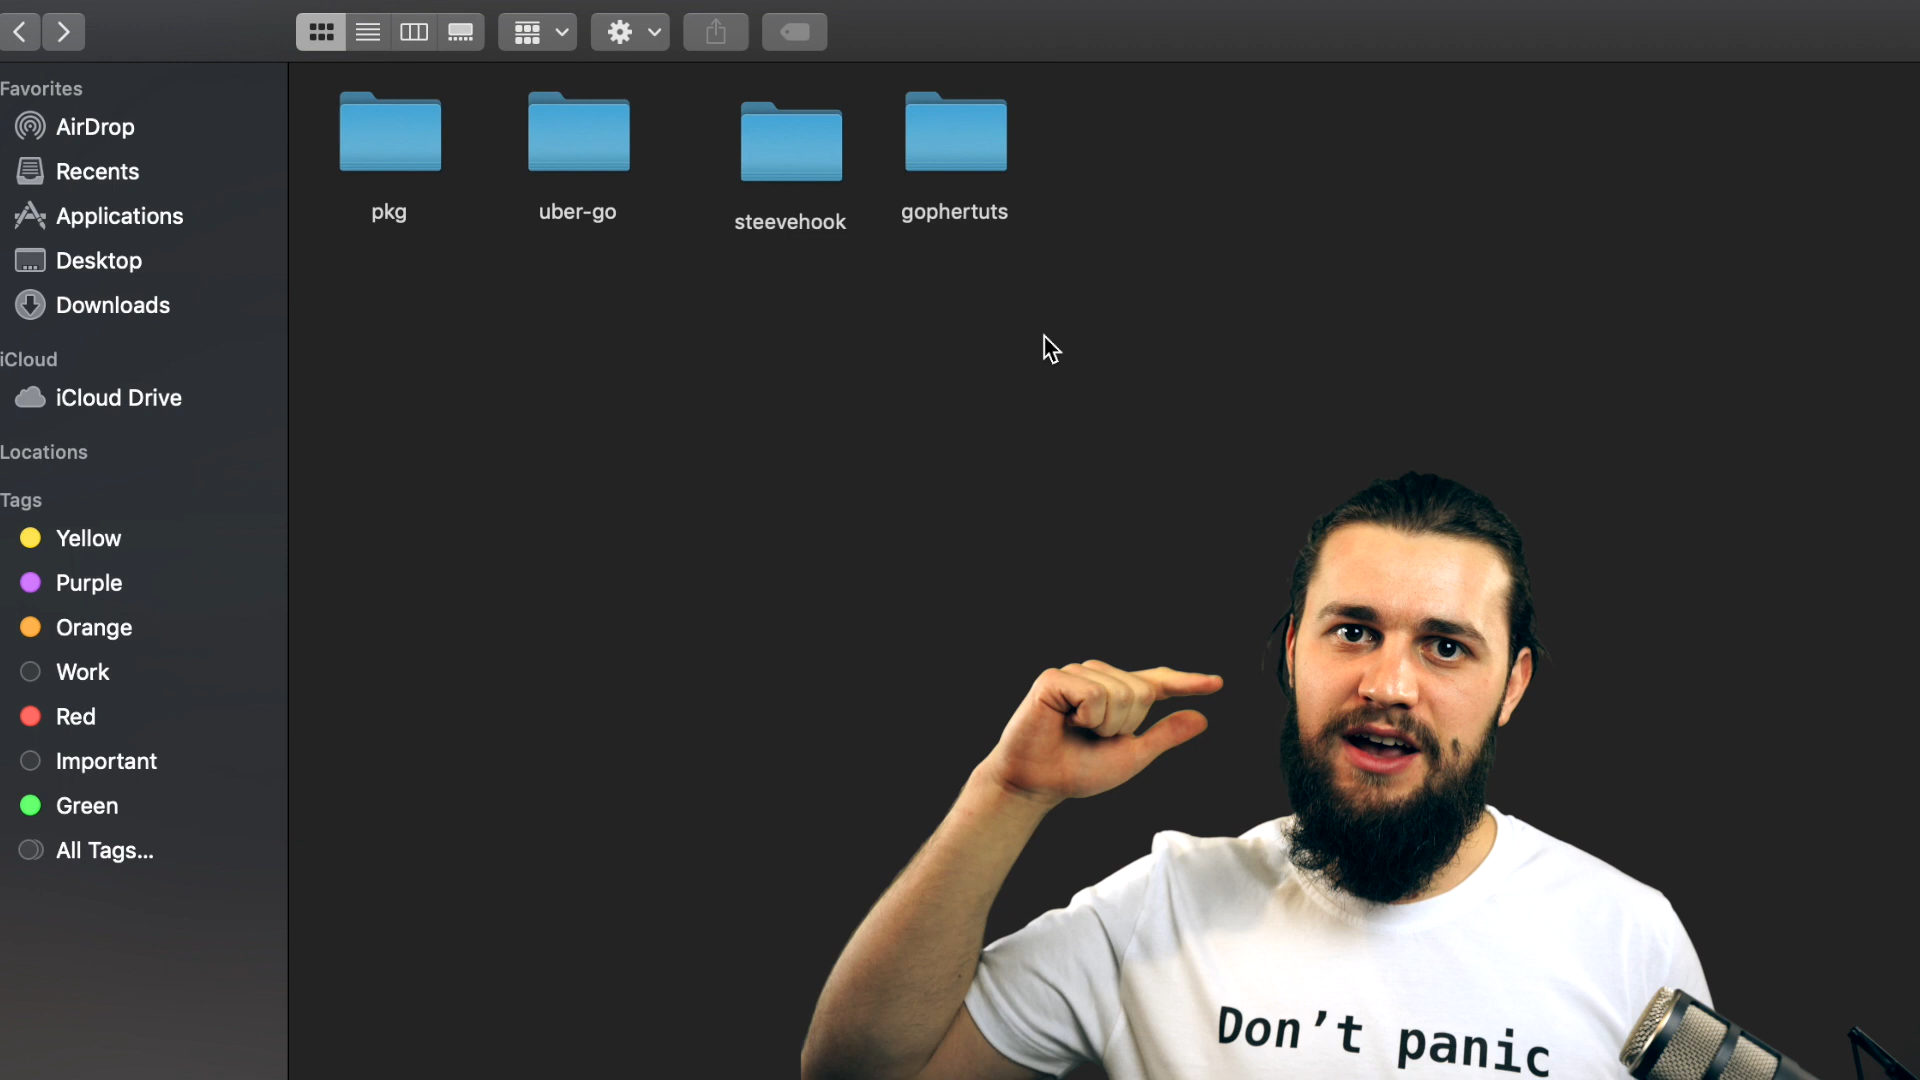 Favorites
AirDrop
Recents
Applications
Desktop
Downloads
iCloud
iCloud Drive
Locations
Tags
Yellow
Purple
Orange
Work
Red
Important
Green
All Tags...
pkg
uber-go
steevehook
gophertuts
Don't panic